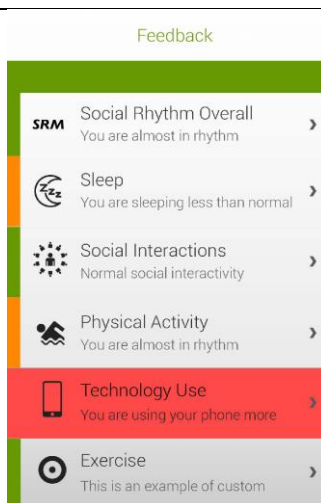 Feedback
SRM
Social Rhythm Overall
You are almost in rhythm
zzz
Sleep
You are sleeping less than normal
Social Interactions
Normal social interactivity
Physical Activity
You are almost in rhythm
Technology Use
You are using your phone more
Exercise
This is an example of custom